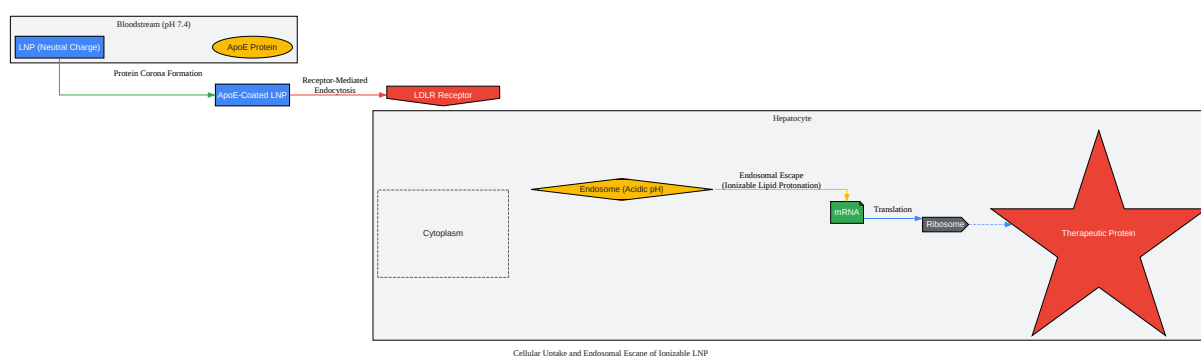 Bloodstream (pH 7.4)
LNP (Neutral Charge)
ApoE Protein
Protein Corona Formation
ApoE-Coated LNP
Receptor-Mediated
Endocytosis
LDLR Receptor
Hepatocyte
Cytoplasm
Endosome (Acidic pH)
Endosomal Escape
(Ionizable Lipid Protonation)
mRNA
Translation
Ribosome
Therapeutic Protein
Cellular Uptake and Endosomal Escape of Ionizable LNP